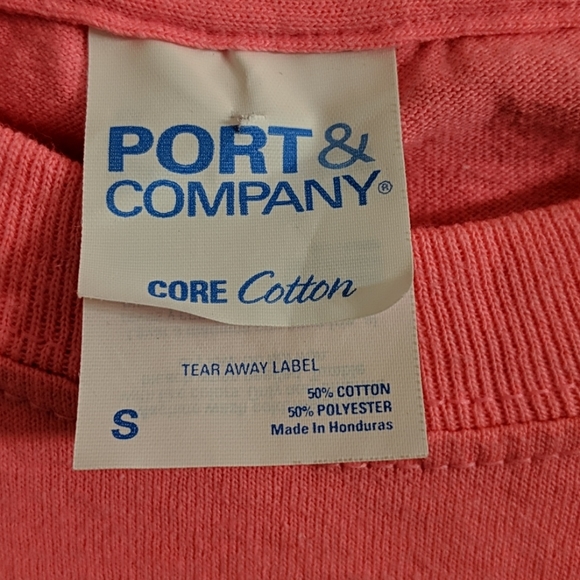 PORT &
COMPANY®
CORE Cotton
TEAR AWAY LABEL
50% COTTON
50% POLYESTER
S
Made In Honduras